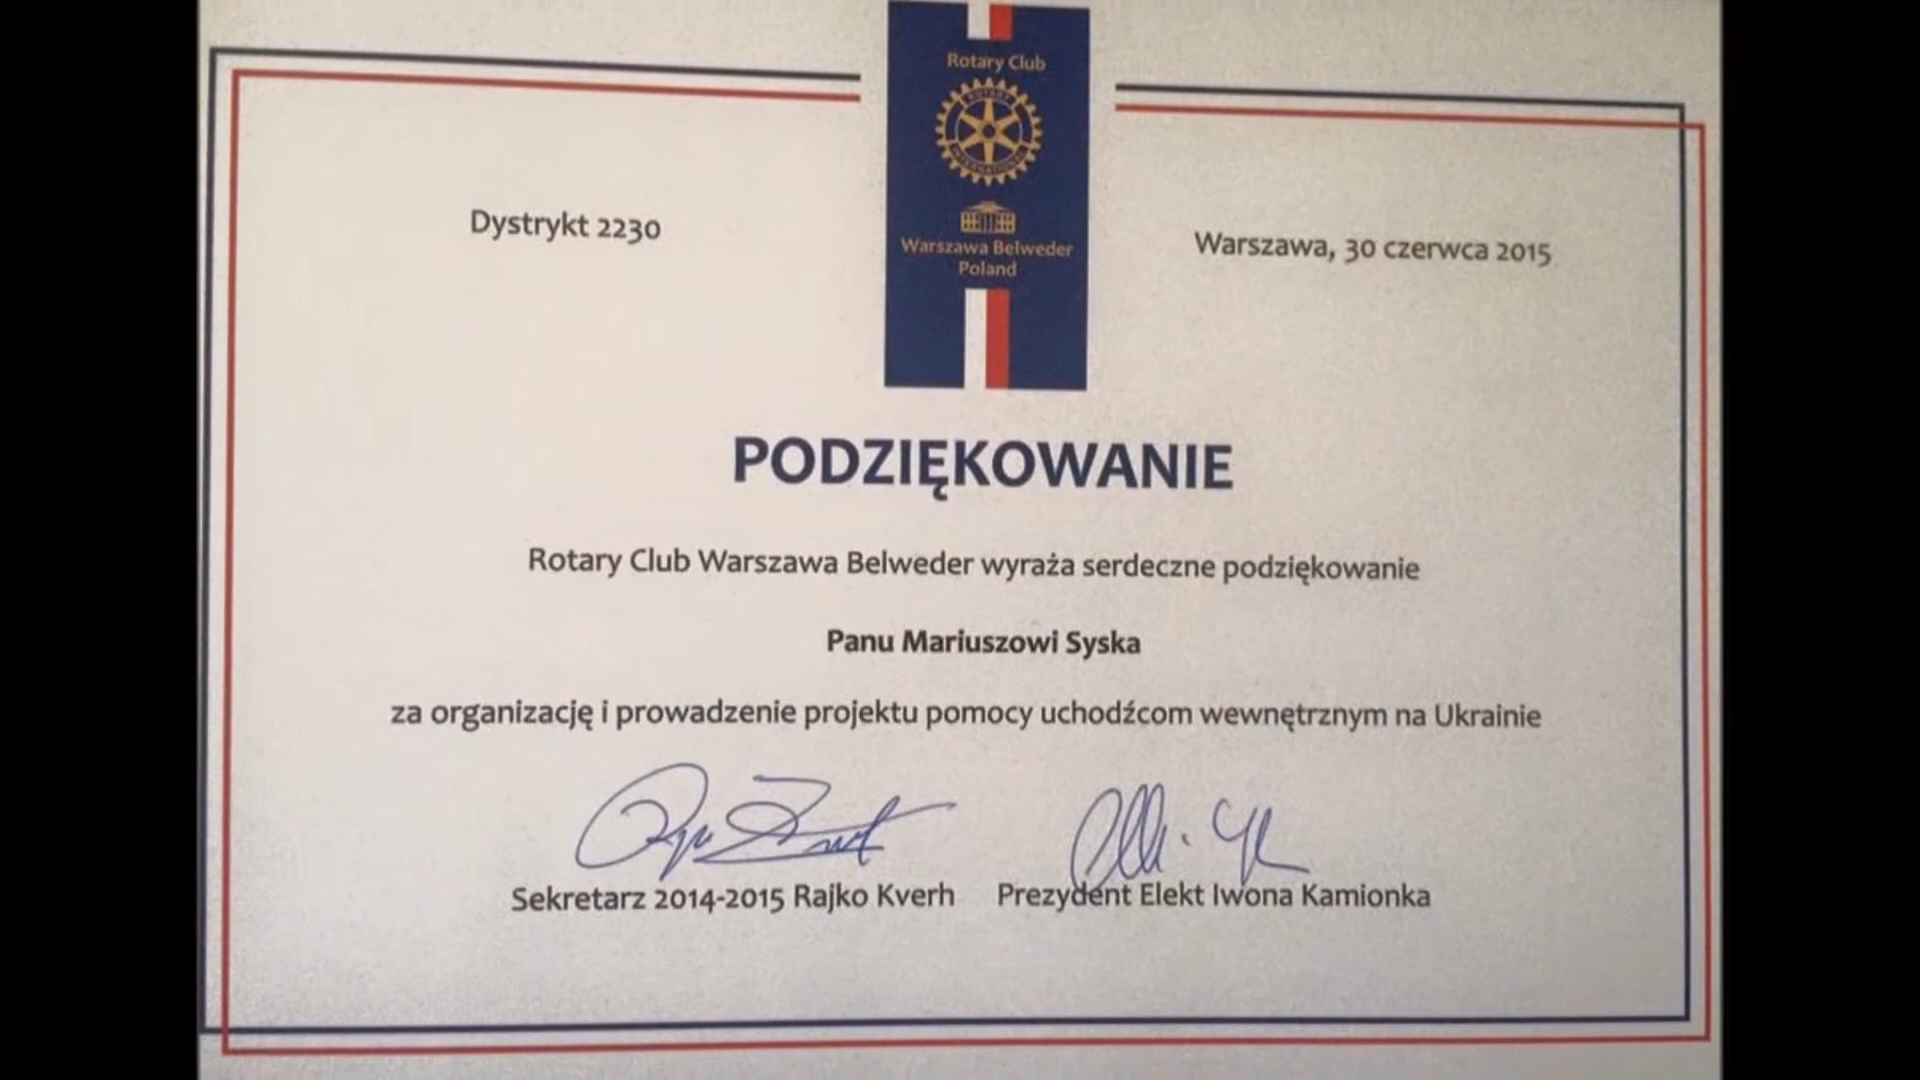 Rotary Club
ROTARY
INTERNATIONAL
Warszawa Belweder
Poland
Dystrykt 2230
Warszawa, 30 czerwca 2015
PODZIĘKOWANIE
Rotary Club Warszawa Belweder wyraża serdeczne podziękowanie
Panu Mariuszowi Syska
za organizację i prowadzenie projektu pomocy uchodźcom wewnętrznym na Ukrainie
Sekretarz 2014-2015 Rajko Kverh
Prezydent Elekt Iwona Kamionka